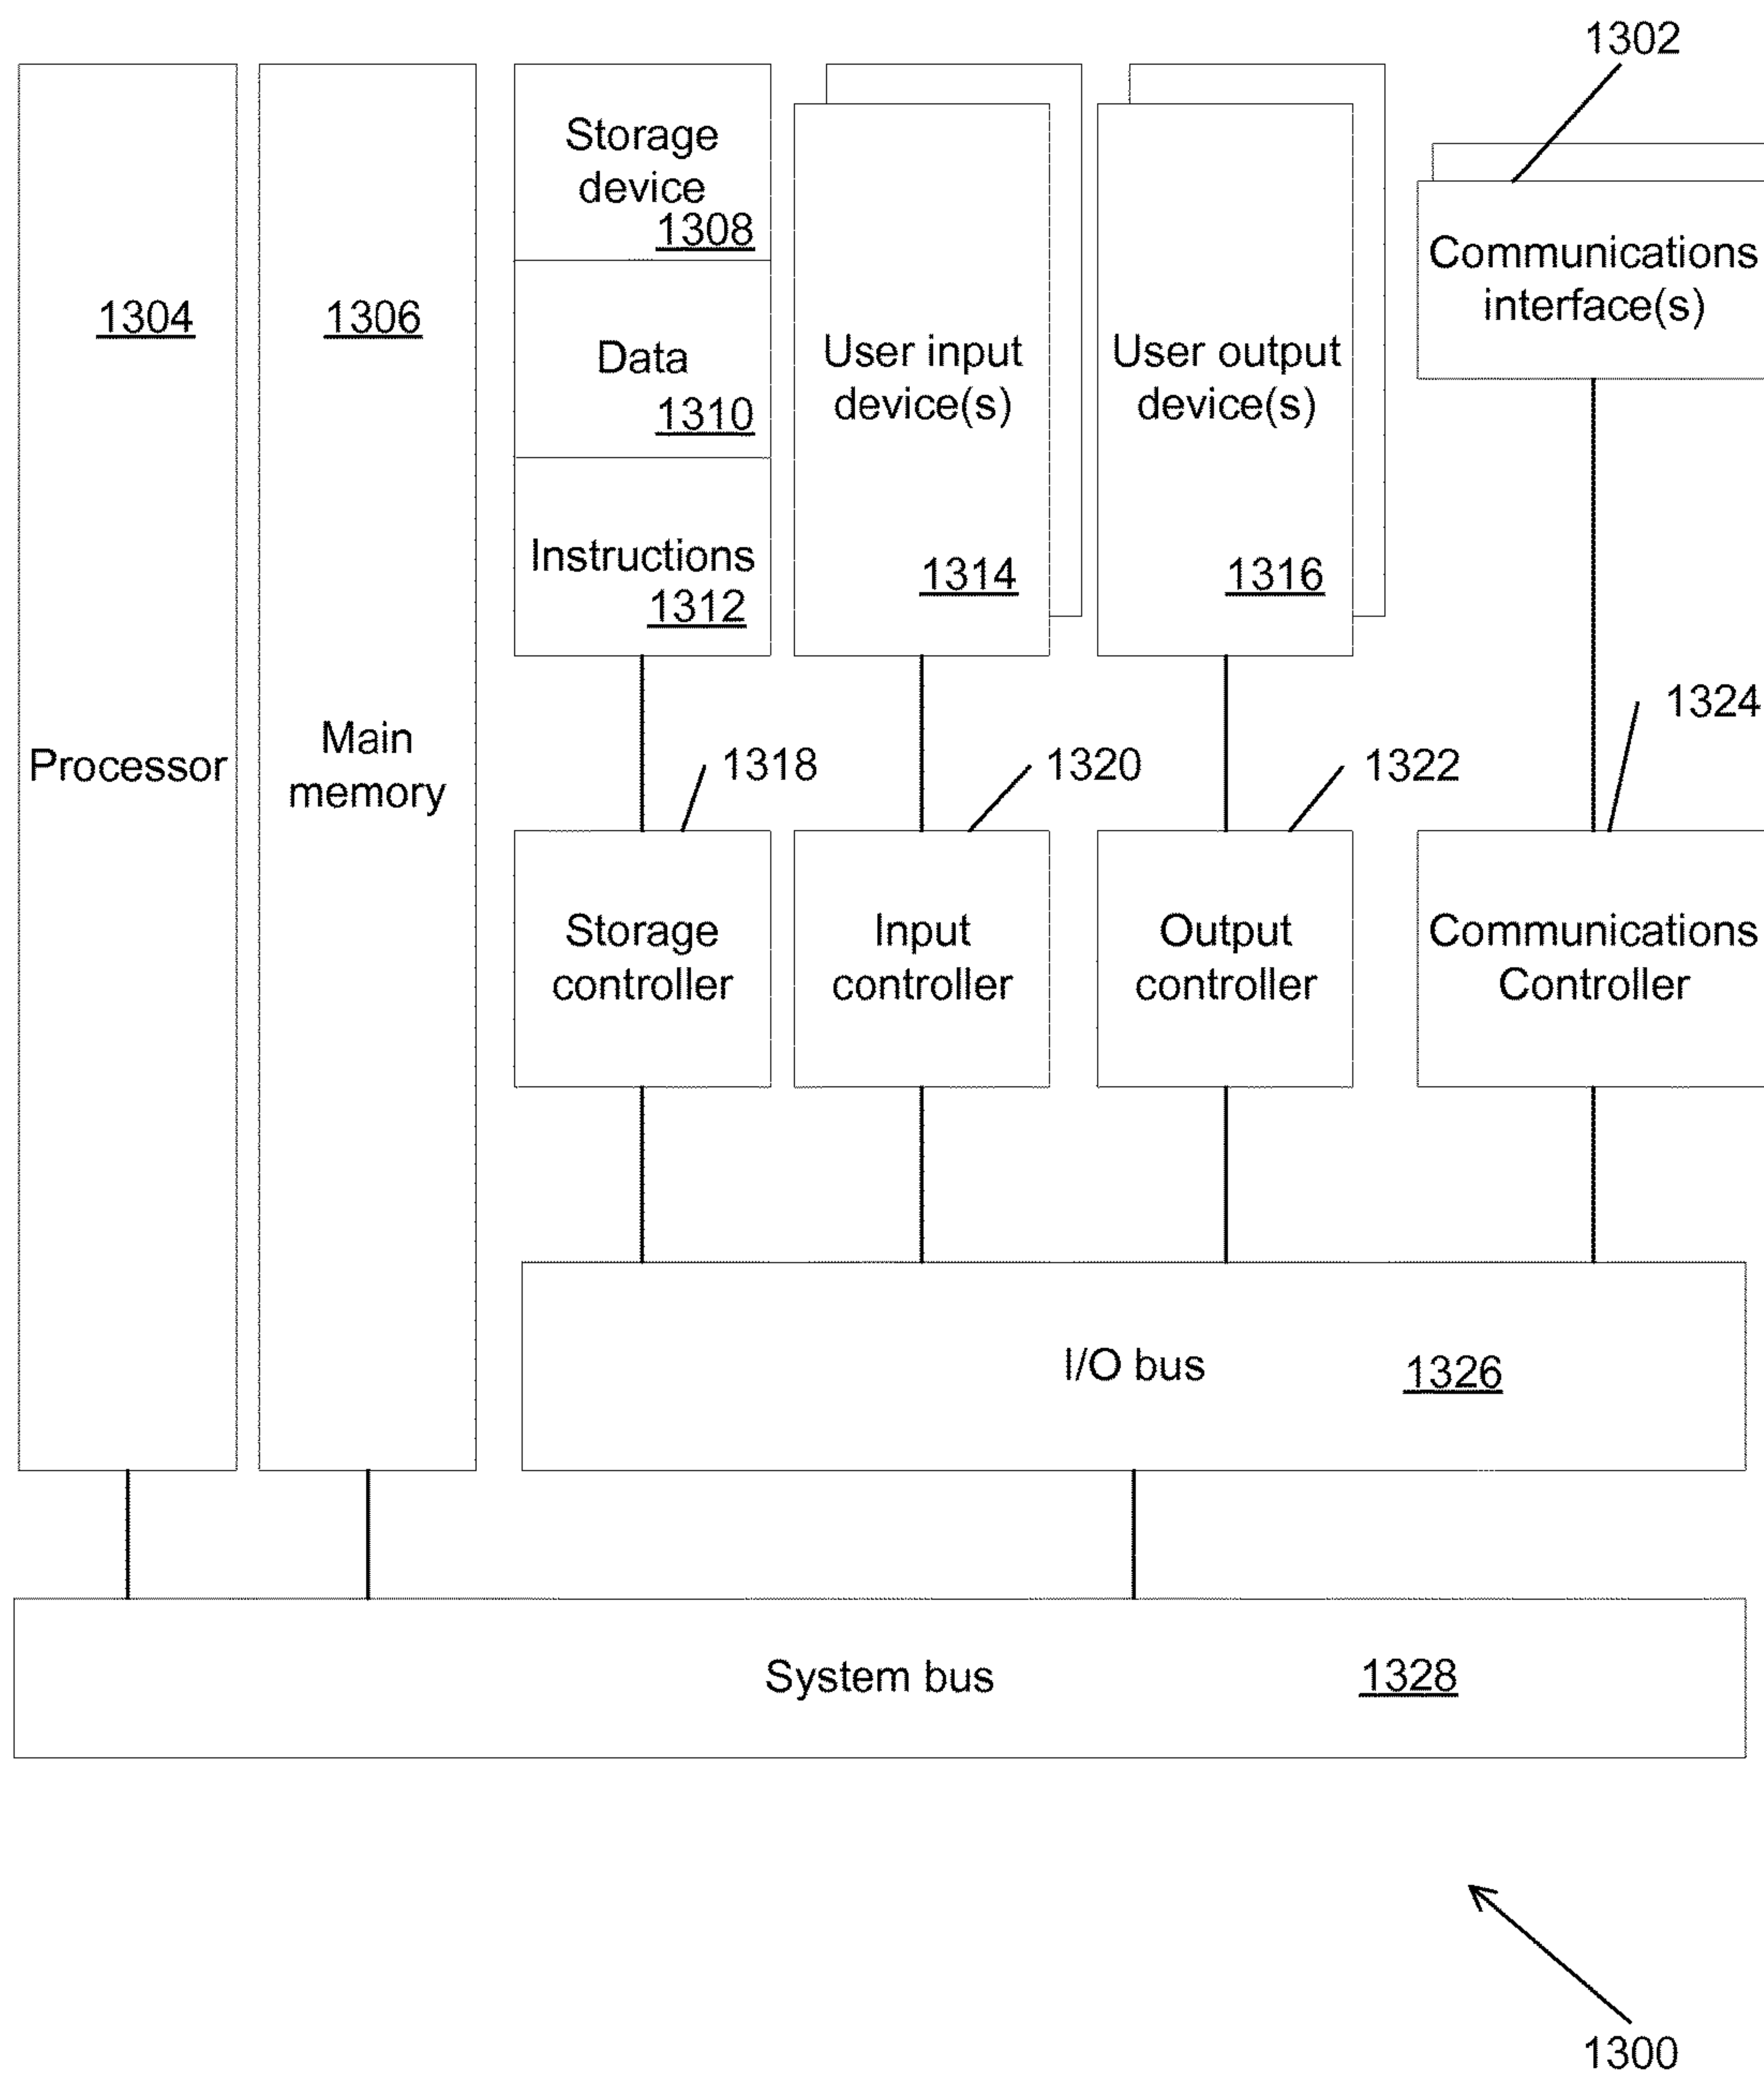 1302
1304
Processor
1306
Main
memory
Storage
device
1308
Data
1310
Instructions
1312
User input
device(s)
1314
User output
device(s)
1316
Communications
interface(s)
1318
Storage
controller
1320
Input
controller
1322
Output
controller
1324
Communications
Controller
I/O bus
1326
System bus
1328
1300